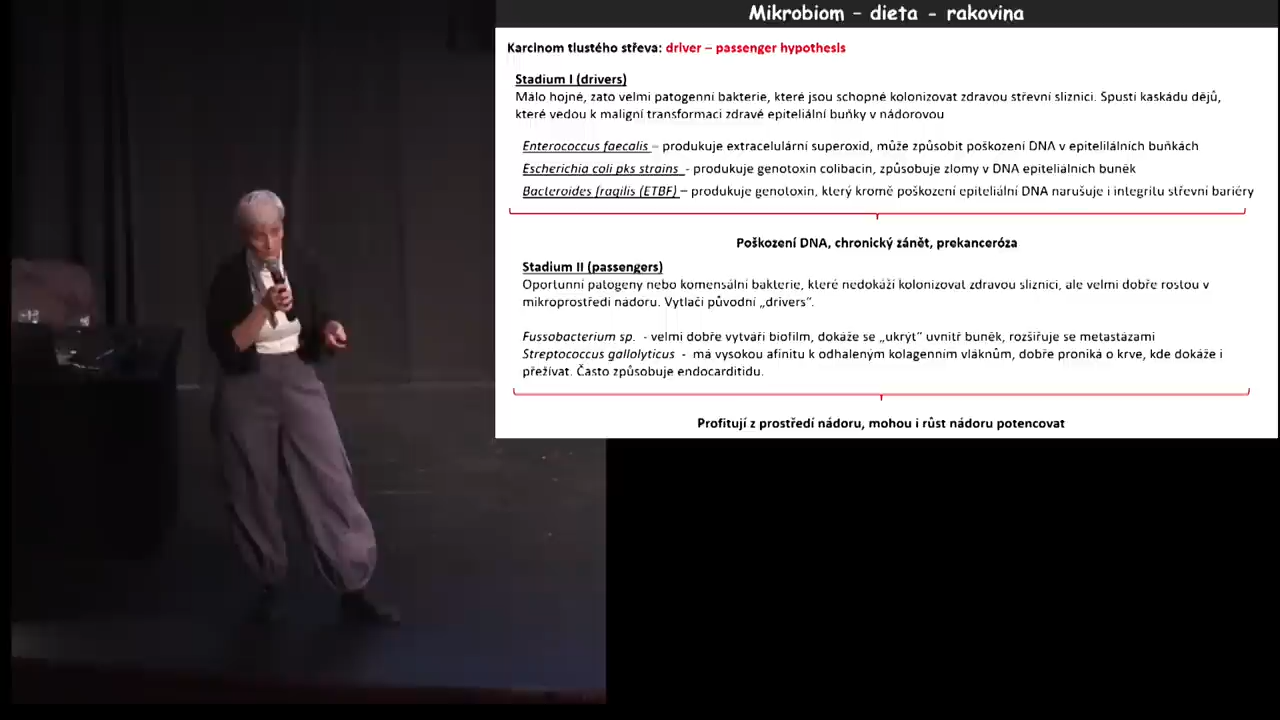 Mikrobiom – dieta - rakovina
Karcinom tlustého střeva: driver – passenger hypothesis
Stadium I (drivers)
Málo hojné, zato velmi patogenní bakterie, které jsou schopné kolonizovat zdravou střevní sliznici. Spustí kaskádu dějů,
které vedou k maligní transformaci zdravé epiteliální buňky v nádorovou
Enterococcus faecalis – produkuje extracelulární superoxid, může způsobit poškození DNA v epitelilálních buňkách
Escherichia coli pks strains - produkuje genotoxin colibacin, způsobuje zlomy v DNA epiteliálních buněk
Bacteroides fragilis (ETBF) – produkuje genotoxin, který kromě poškození epiteliální DNA narušuje i integritu střevní bariéry
Poškození DNA, chronický zánět, prekanceróza
Stadium II (passengers)
Oportunní patogeny nebo komensální bakterie, které nedokáží kolonizovat zdravou sliznici, ale velmi dobře rostou v
mikroprostředí nádoru. Vytlačí původní „drivers“.
Fussobacterium sp. - velmi dobře vytváří biofilm, dokáže se „ukrýt“ uvnitř buněk, rozšiřuje se metastázami
Streptococcus gallolyticus - má vysokou afinitu k odhaleným kolagenním vláknům, dobře proniká o krve, kde dokáže i
přežívat. Často způsobuje endocarditidu.
Profitují z prostředí nádoru, mohou i růst nádoru potencovat